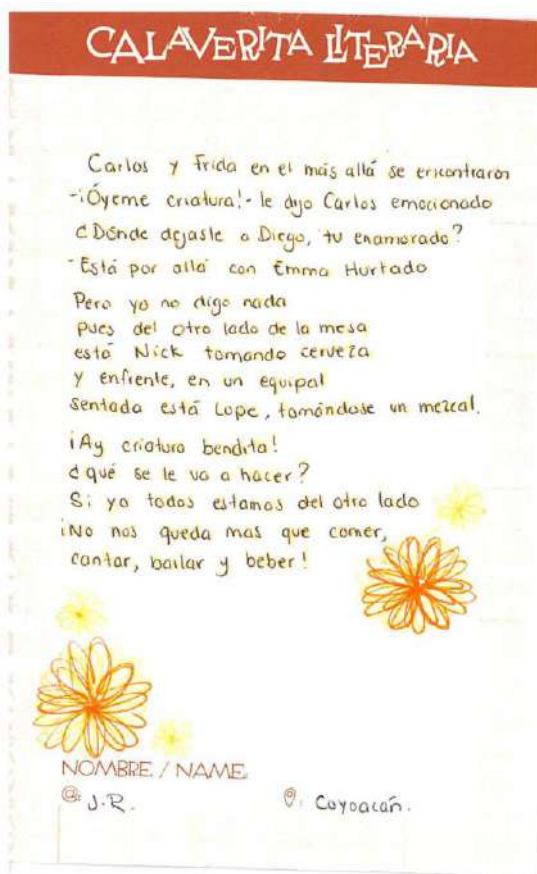 CALAVERITA LITERARIA
Carlos y Frida en el más allá se encontraron
-¡Óyeme criatura!- le dijo Carlos emocionado
¿Dónde dejaste a Diego, tu enamorado?
-Está por allá con Emma Hurtado
Pero yo no digo nada
pues del otro lado de la mesa
está Nick tomando cerveza
y enfrente, en un equipal
sentada está Lupe, tomándose un mezcal.
¡Ay criatura bendita!
¿qué se le va a hacer?
Si ya todos estamos del otro lado
¡No nos queda mas que comer,
cantar, bailar y beber!
NOMBRE / NAME
@: J.R.
: Coyoacán.